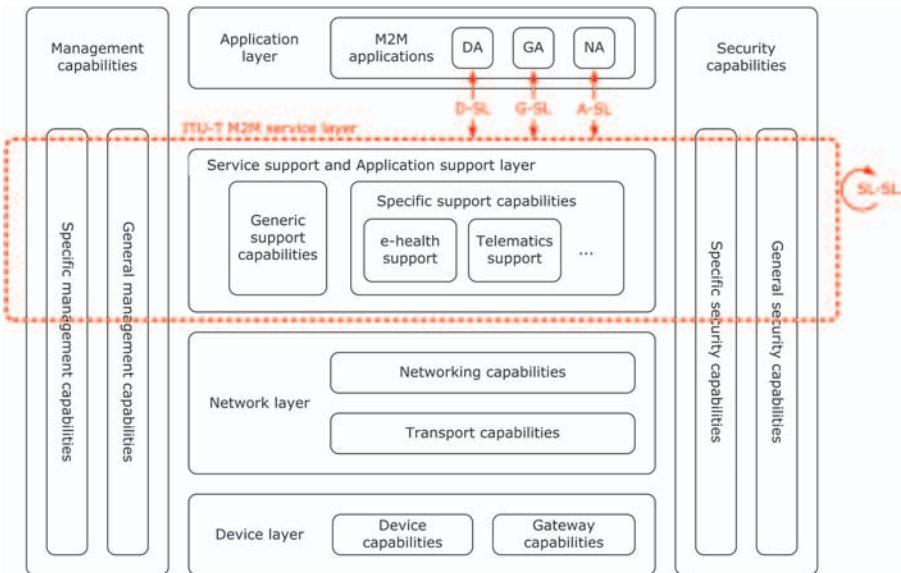 Management
capabilities
Specific management capabilities
General management capabilities
Application
layer
M2M
applications
DA
GA
NA
D-SL
G-SL
A-SL
ITU-T M2M service layer
Service support and Application support layer
Generic
support
capabilities
Specific support capabilities
e-health
support
Telematics
support
...
Network layer
Networking capabilities
Transport capabilities
Device layer
Device
capabilities
Gateway
capabilities
Security
capabilities
Specific security capabilities
General security capabilities
SL-SL